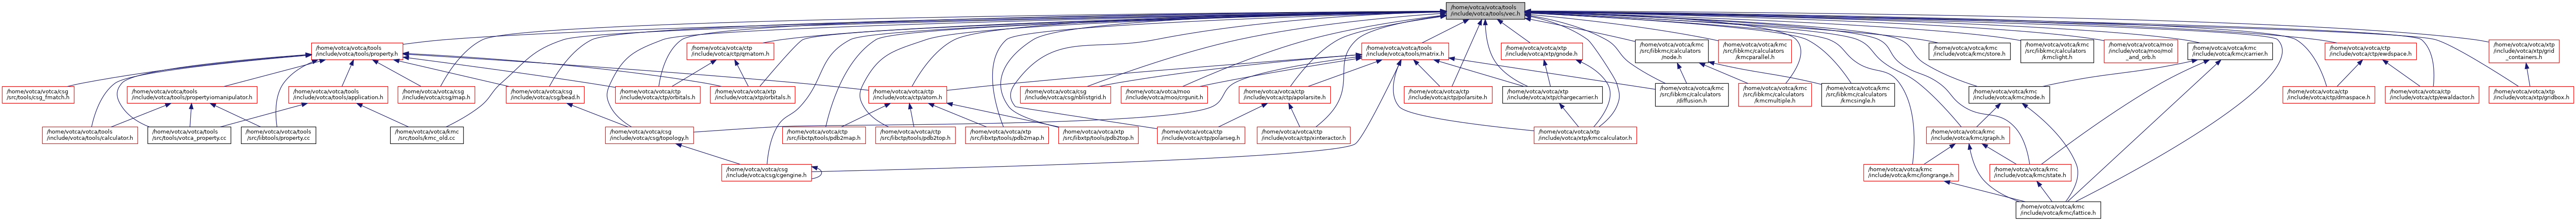 /home/votca/votca/tools
/include/votca/tools/vec.h
/home/votca/votca/tools
/include/votca/tools/property.h
/home/votca/votca/ctp
/include/votca/ctp/qmatom.h
/home/votca/votca/tools
/include/votca/tools/matrix.h
/home/votca/votca/xtp
/include/votca/xtp/gnode.h
/home/votca/votca/kmc
/src/libkmc/calculators
/node.h
/home/votca/votca/kmc
/src/libkmc/calculators
/kmcparallel.h
/home/votca/votca/kmc
/include/votca/kmc/store.h
/home/votca/votca/kmc
/src/libkmc/calculators
/kmclight.h
/home/votca/votca/moo
/include/votca/moo/mol
_and_orb.h
/home/votca/votca/kmc
/include/votca/kmc/carrier.h
/home/votca/votca/ctp
/include/votca/ctp/ewdspace.h
/home/votca/votca/xtp
/include/votca/xtp/grid
_containers.h
/home/votca/votca/csg
/src/tools/csg_fmatch.h
/home/votca/votca/tools
/include/votca/tools/propertyiomanipulator.h
/home/votca/votca/tools
/include/votca/tools/application.h
/home/votca/votca/csg
/include/votca/csg/map.h
/home/votca/votca/csg
/include/votca/csg/bead.h
/home/votca/votca/ctp
/include/votca/ctp/orbitals.h
/home/votca/votca/xtp
/include/votca/xtp/orbitals.h
/home/votca/votca/ctp
/include/votca/ctp/atom.h
/home/votca/votca/csg
/include/votca/csg/nblistgrid.h
/home/votca/votca/moo
/include/votca/moo/crgunit.h
/home/votca/votca/ctp
/include/votca/ctp/apolarsite.h
/home/votca/votca/ctp
/include/votca/ctp/polarsite.h
/home/votca/votca/xtp
/include/votca/xtp/chargecarrier.h
/home/votca/votca/kmc
/src/libkmc/calculators
/diffusion.h
/home/votca/votca/kmc
/src/libkmc/calculators
/kmcmultiple.h
/home/votca/votca/kmc
/src/libkmc/calculators
/kmcsingle.h
/home/votca/votca/kmc
/include/votca/kmc/node.h
/home/votca/votca/ctp
/include/votca/ctp/dmaspace.h
/home/votca/votca/ctp
/include/votca/ctp/ewaldactor.h
/home/votca/votca/xtp
/include/votca/xtp/gridbox.h
/home/votca/votca/tools
/include/votca/tools/calculator.h
/home/votca/votca/tools
/src/tools/votca_property.cc
/home/votca/votca/tools
/src/libtools/property.cc
/home/votca/votca/kmc
/src/tools/kmc_old.cc
/home/votca/votca/csg
/include/votca/csg/topology.h
/home/votca/votca/ctp
/src/libctp/tools/pdb2map.h
/home/votca/votca/ctp
/src/libctp/tools/pdb2top.h
/home/votca/votca/xtp
/src/libxtp/tools/pdb2map.h
/home/votca/votca/xtp
/src/libxtp/tools/pdb2top.h
/home/votca/votca/ctp
/include/votca/ctp/polarseg.h
/home/votca/votca/ctp
/include/votca/ctp/xinteractor.h
/home/votca/votca/xtp
/include/votca/xtp/kmccalculator.h
/home/votca/votca/kmc
/include/votca/kmc/graph.h
/home/votca/votca/csg
/include/votca/csg/cgengine.h
/home/votca/votca/kmc
/include/votca/kmc/longrange.h
/home/votca/votca/kmc
/include/votca/kmc/state.h
/home/votca/votca/kmc
/include/votca/kmc/lattice.h